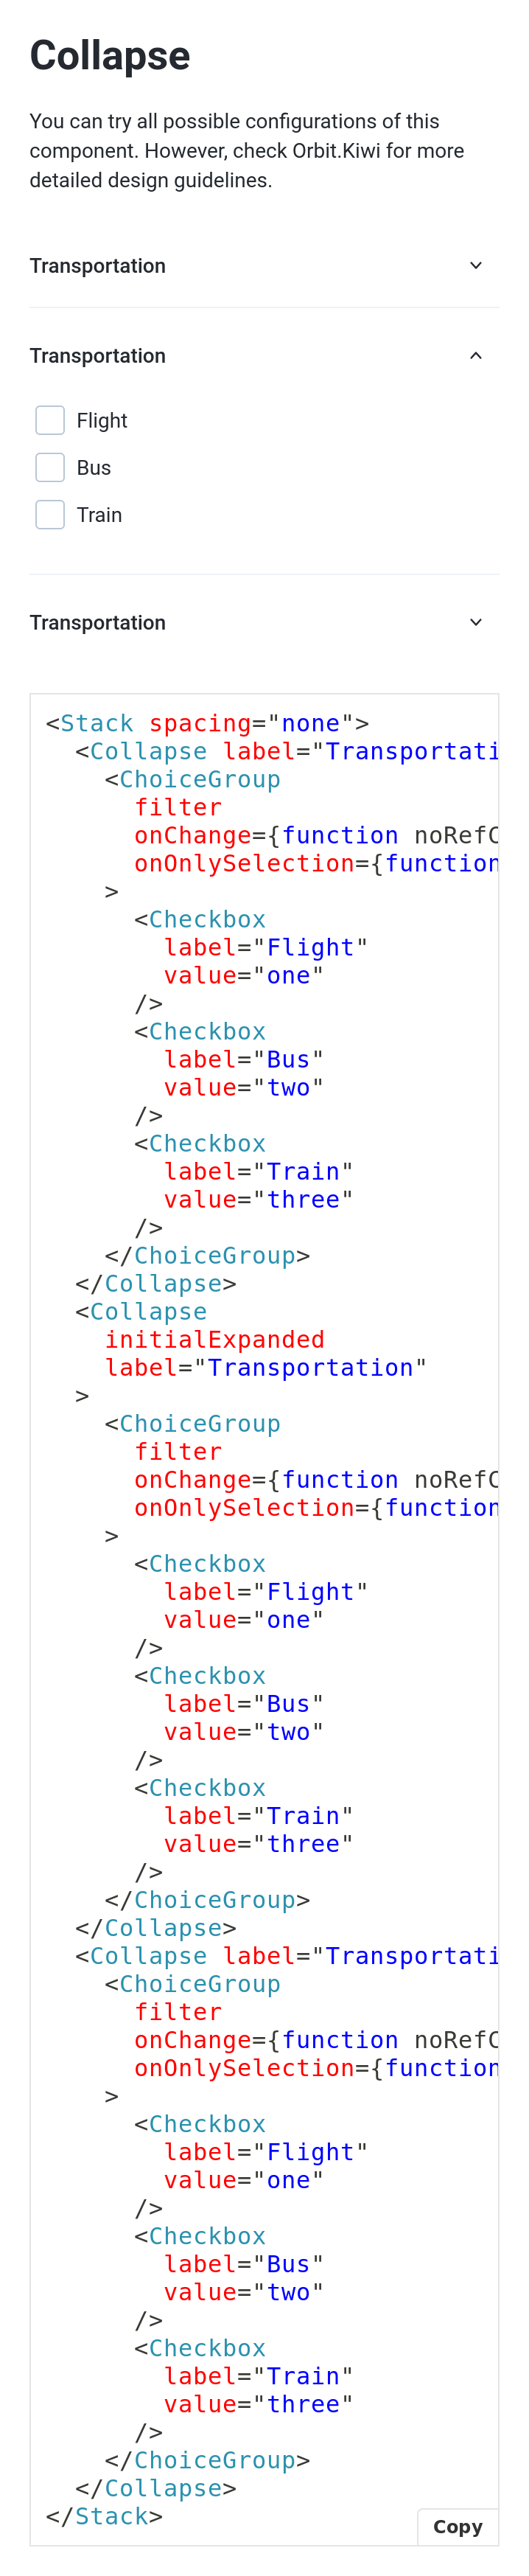 Collapse
You can try all possible configurations of this
component. However, check Orbit.Kiwi for more
detailed design guidelines.
Transportation
Transportation
Flight
Bus
Train
Transportation
<Stack spacing="none">
  <Collapse label="Transportati
    <ChoiceGroup
      filter
      onChange={function noRefC
      onOnlySelection={function
    >
      <Checkbox
        label="Flight"
        value="one"
      />
      <Checkbox
        label="Bus"
        value="two"
      />
      <Checkbox
        label="Train"
        value="three"
      />
    </ChoiceGroup>
  </Collapse>
  <Collapse
    initialExpanded
    label="Transportation"
  >
    <ChoiceGroup
      filter
      onChange={function noRefC
      onOnlySelection={function
    >
      <Checkbox
        label="Flight"
        value="one"
      />
      <Checkbox
        label="Bus"
        value="two"
      />
      <Checkbox
        label="Train"
        value="three"
      />
    </ChoiceGroup>
  </Collapse>
  <Collapse label="Transportati
    <ChoiceGroup
      filter
      onChange={function noRefC
      onOnlySelection={function
    >
      <Checkbox
        label="Flight"
        value="one"
      />
      <Checkbox
        label="Bus"
        value="two"
      />
      <Checkbox
        label="Train"
        value="three"
      />
    </ChoiceGroup>
  </Collapse>
</Stack>
Copy